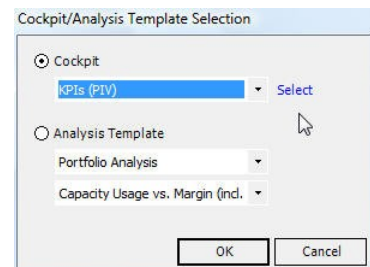 Cockpit/Analysis Template Selection
Cockpit
KPIs (PIV) Select
Analysis Template
Portfolio Analysis
Capacity Usage vs. Margin (incl.
OK Cancel